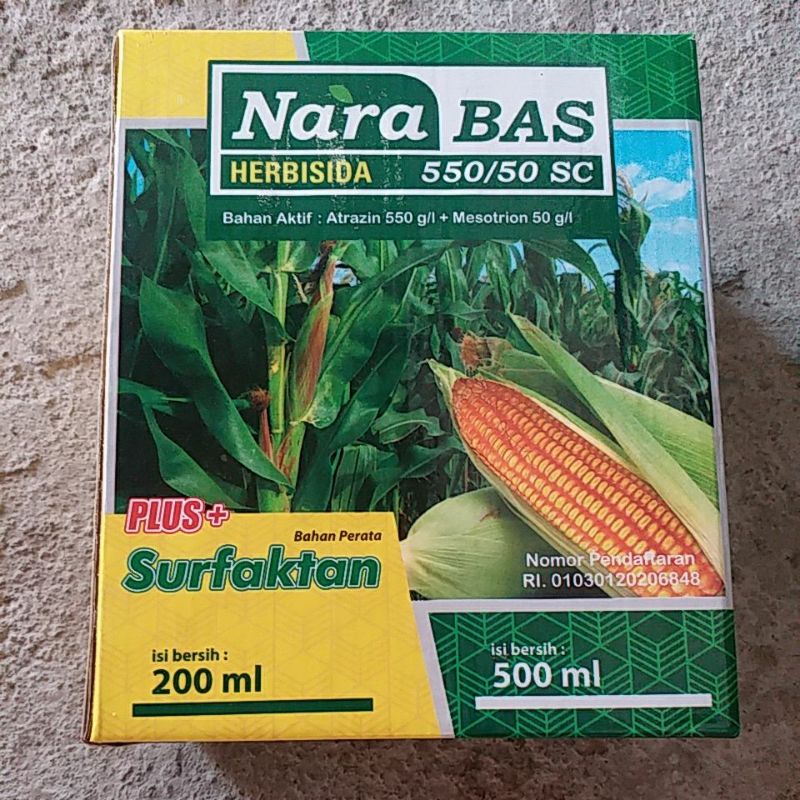 Nara BAS
HERBISIDA 550/50 SC
Bahan Aktif : Atrazin 550 g/l + Mesotrion 50 g/l
PLUS+
Bahan Perata
Surfaktan
Nomor Pendaftaran
RI. 01030120206848
isi bersih :
200 ml
isi bersih :
500 ml